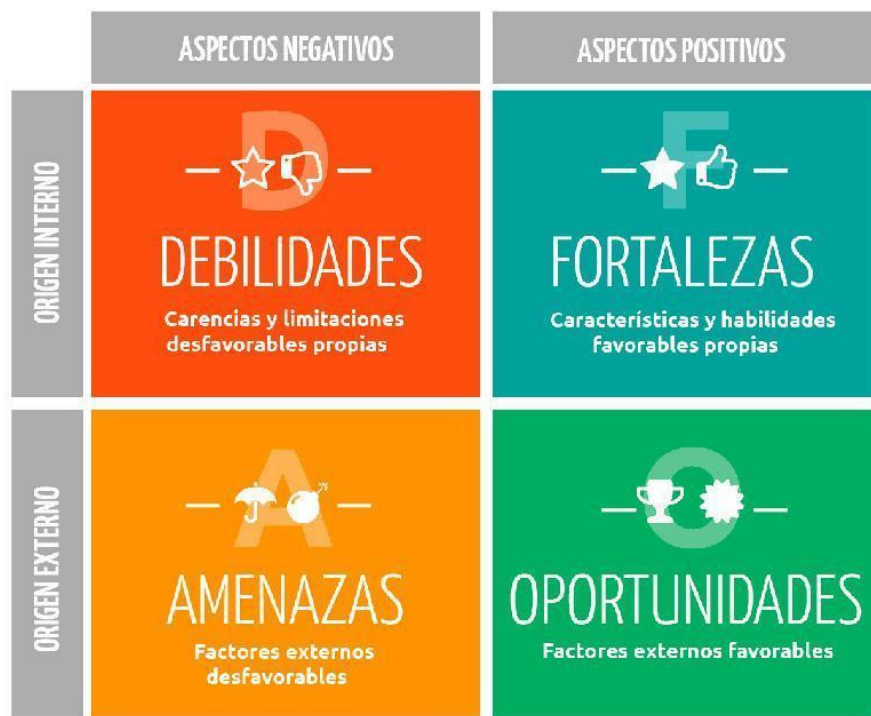 ASPECTOS NEGATIVOS
ASPECTOS POSITIVOS
ORIGEN INTERNO
D
DEBILIDADES
Carencias y limitaciones
desfavorables propias
F
FORTALEZAS
Características y habilidades
favorables propias
ORIGEN EXTERNO
A
AMENAZAS
Factores externos
desfavorables
O
OPORTUNIDADES
Factores externos favorables